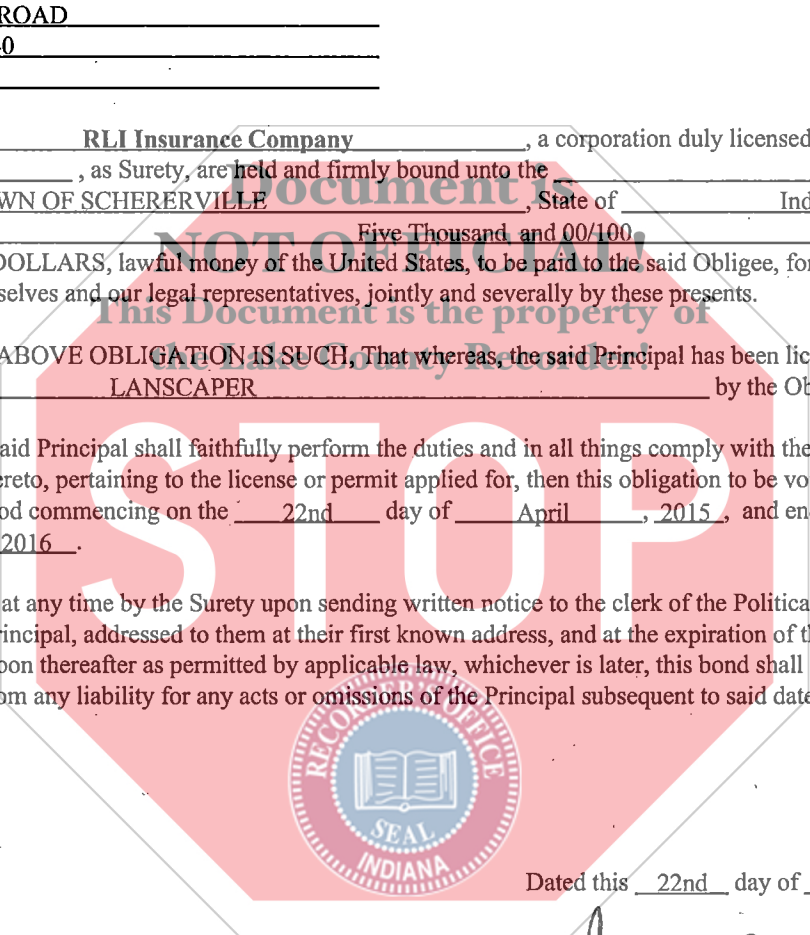 ROAD
RLI Insurance Company , a corporation duly licensed
, as Surety, are held and firmly bound unto the
WN OF SCHERERVILLE , State of Ind
Five Thousand and 00/100
DOLLARS, lawful money of the United States, to be paid to the said Obligee, for
selves and our legal representatives, jointly and severally by these presents.
Document is
NOT OFFICIAL!
This Document is the property of
the Lake County Recorder!
ABOVE OBLIGATION IS SUCH, That whereas, the said Principal has been lic
LANSCAPER by the Ob
aid Principal shall faithfully perform the duties and in all things comply with the
ereto, pertaining to the license or permit applied for, then this obligation to be vo
od commencing on the 22nd day of April , 2015 , and en
2016 .
STOP
at any time by the Surety upon sending written notice to the clerk of the Politica
rincipal, addressed to them at their first known address, and at the expiration of th
oon thereafter as permitted by applicable law, whichever is later, this bond shall
om any liability for any acts or omissions of the Principal subsequent to said date
RECORDER'S OFFICE
SEAL
INDIANA
Dated this 22nd day of